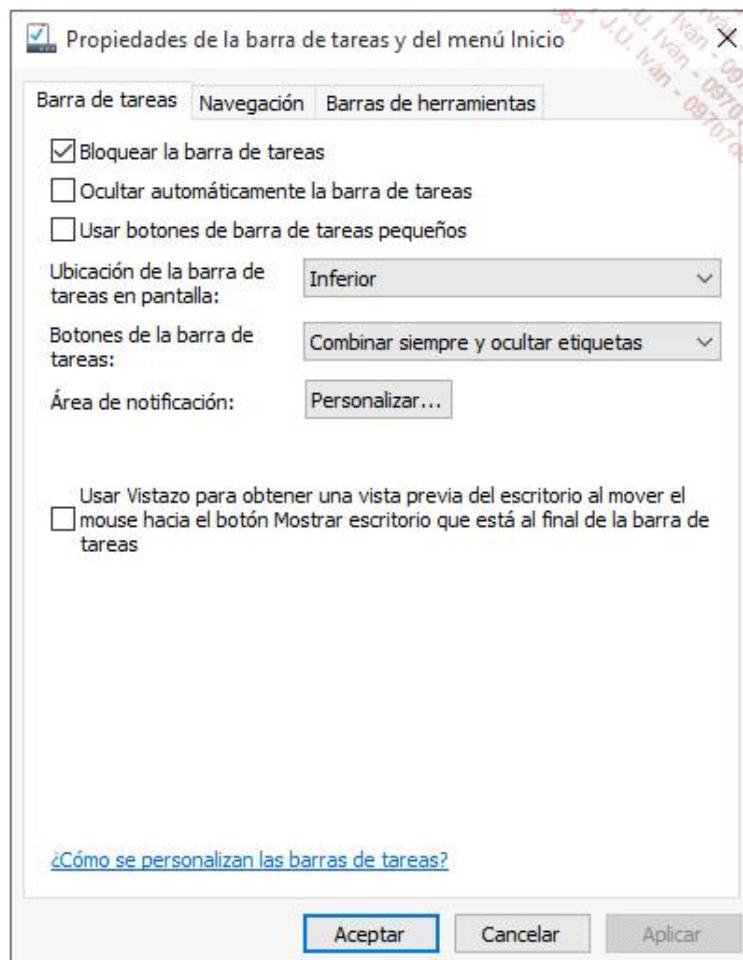 Propiedades de la barra de tareas y del menú Inicio
Barra de tareas Navegación Barras de herramientas
Bloquear la barra de tareas
Ocultar automáticamente la barra de tareas
Usar botones de barra de tareas pequeños
Ubicación de la barra de
tareas en pantalla:
Inferior
Botones de la barra de
tareas:
Combinar siempre y ocultar etiquetas
Área de notificación:
Personalizar...
Usar Vistazo para obtener una vista previa del escritorio al mover el
mouse hacia el botón Mostrar escritorio que está al final de la barra de
tareas
¿Cómo se personalizan las barras de tareas?
Aceptar Cancelar Aplicar
J.U. Iván - 09707